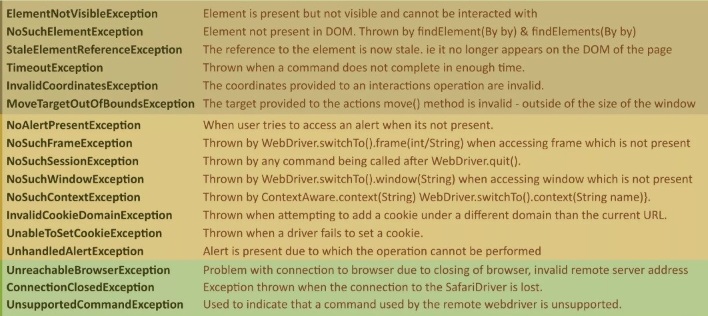 ElementNotVisibleException Element is present but not visible and cannot be interacted with
NoSuchElementException Element not present in DOM. Thrown by findElement(By by) & findElements(By by)
StaleElementReferenceException The reference to the element is now stale. ie it no longer appears on the DOM of the page
TimeoutException Thrown when a command does not complete in enough time.
InvalidCoordinatesException The coordinates provided to an interactions operation are invalid.
MoveTargetOutOfBoundsException The target provided to the actions move() method is invalid - outside of the size of the window
NoAlertPresentException When user tries to access an alert when its not present.
NoSuchFrameException Thrown by WebDriver.switchTo().frame(int/String) when accessing frame which is not present
NoSuchSessionException Thrown by any command being called after WebDriver.quit().
NoSuchWindowException Thrown by WebDriver.switchTo().window(String) when accessing window which is not present
NoSuchContextException Thrown by ContextAware.context(String) WebDriver.switchTo().context(String name)}.
InvalidCookieDomainException Thrown when attempting to add a cookie under a different domain than the current URL.
UnableToSetCookieException Thrown when a driver fails to set a cookie.
UnhandledAlertException Alert is present due to which the operation cannot be performed
UnreachableBrowserException Problem with connection to browser due to closing of browser, invalid remote server address
ConnectionClosedException Exception thrown when the connection to the SafariDriver is lost.
UnsupportedCommandException Used to indicate that a command used by the remote webdriver is unsupported.